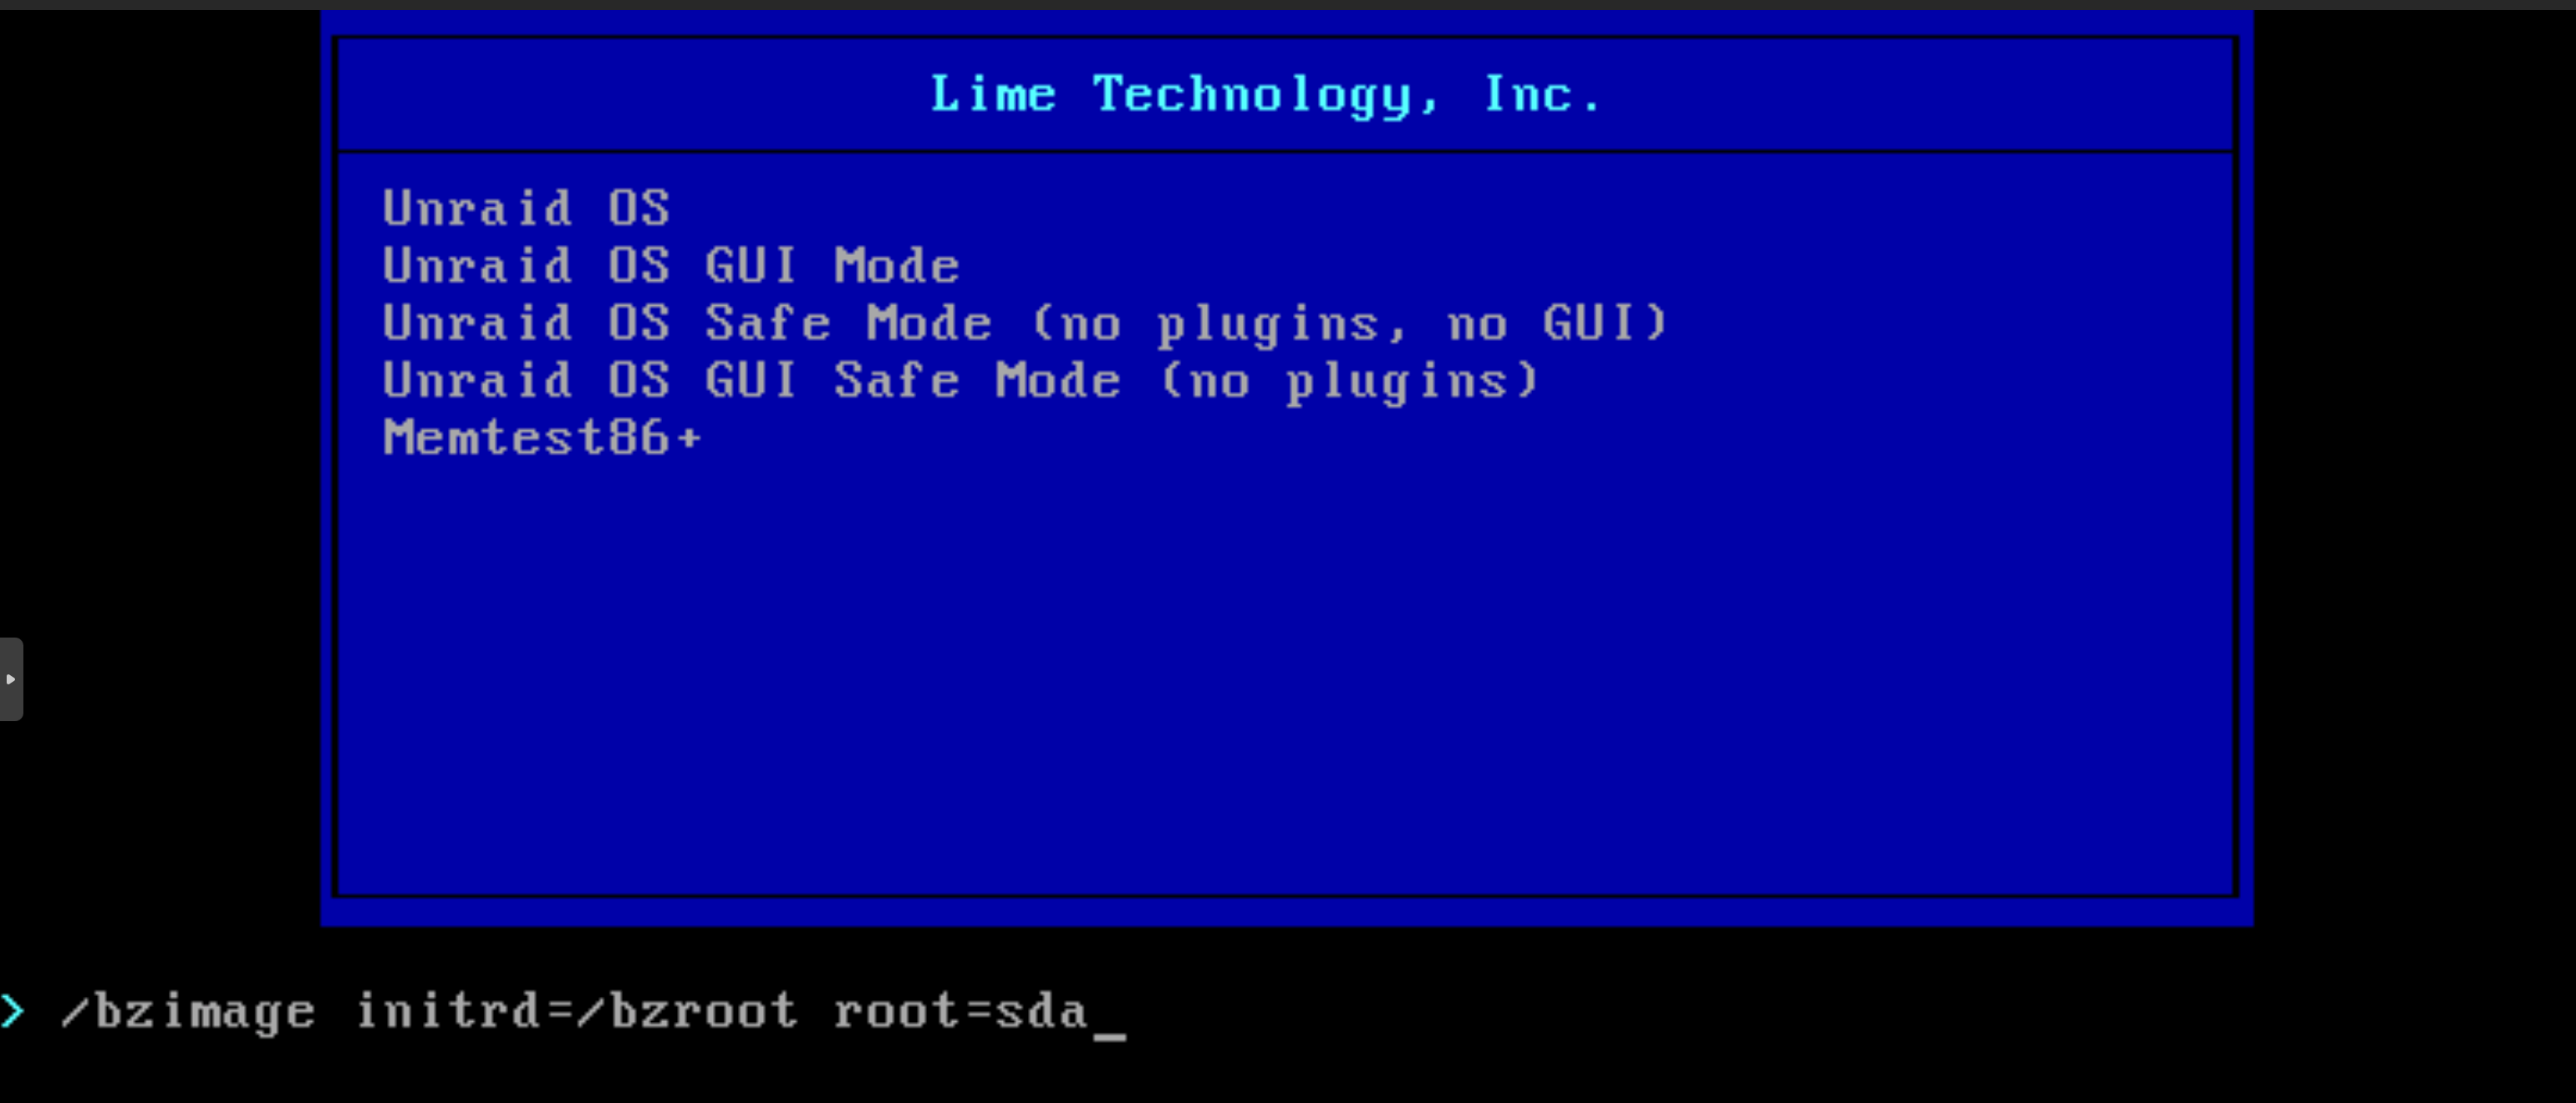 Lime Technology, Inc.
Unraid OS
Unraid OS GUI Mode
Unraid OS Safe Mode (no plugins, no GUI)
Unraid OS GUI Safe Mode (no plugins)
Memtest86+
> /bzimage initrd=/bzroot root=sda_